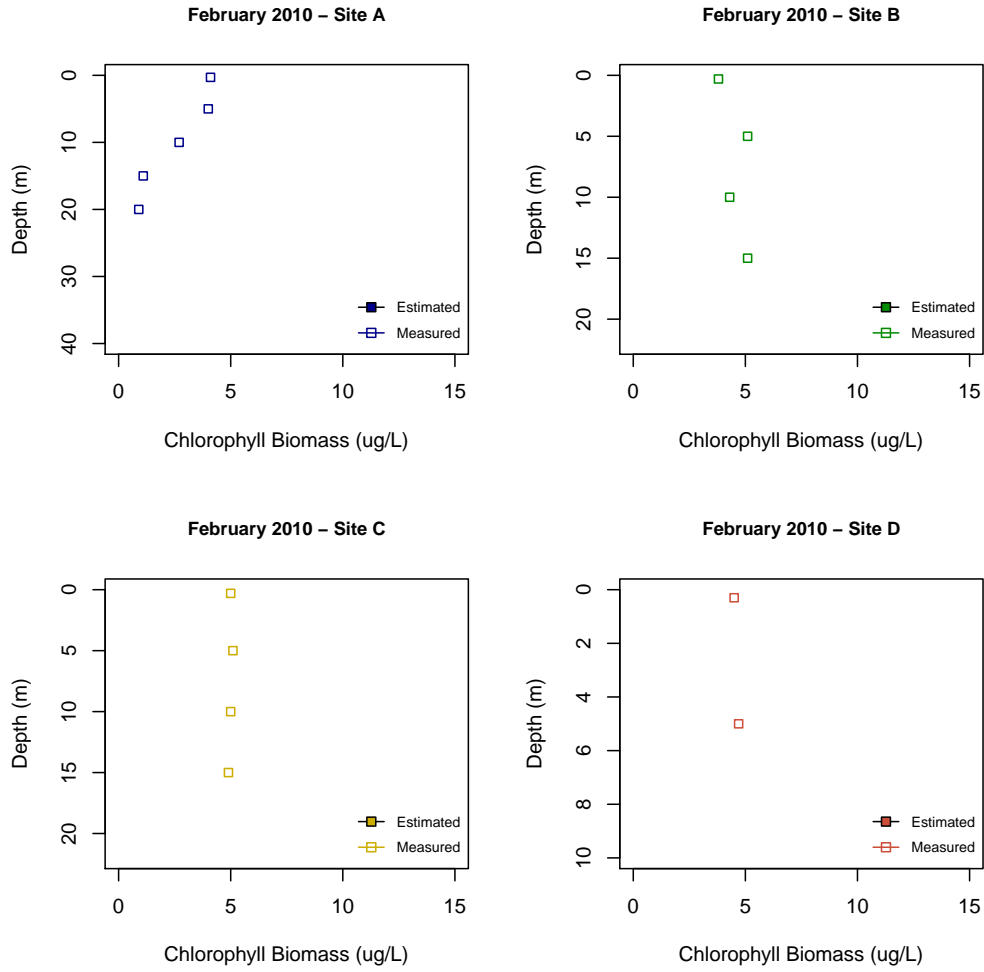 February 2010 – Site A
0
10
20
30
40
Depth (m)
Estimated
Measured
0 5 10 15
Chlorophyll Biomass (ug/L)
February 2010 – Site B
0
5
10
15
20
Depth (m)
Estimated
Measured
0 5 10 15
Chlorophyll Biomass (ug/L)
February 2010 – Site C
0
5
10
15
20
Depth (m)
Estimated
Measured
0 5 10 15
Chlorophyll Biomass (ug/L)
February 2010 – Site D
0
2
4
6
8
10
Depth (m)
Estimated
Measured
0 5 10 15
Chlorophyll Biomass (ug/L)